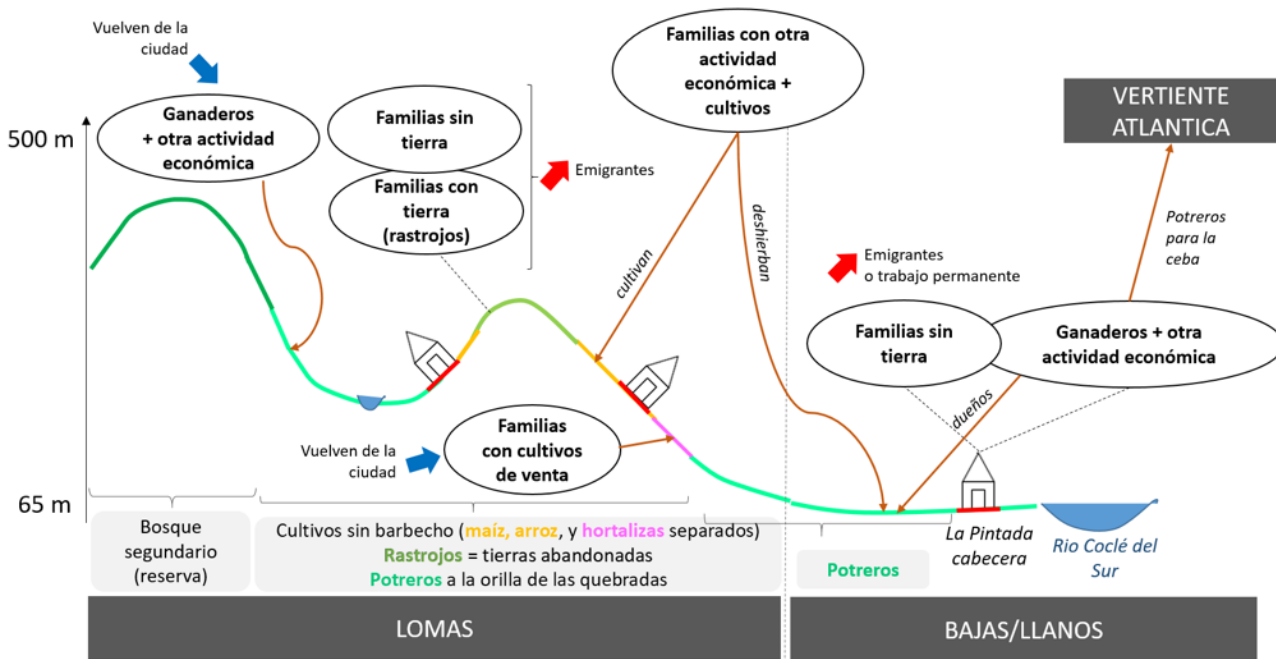 Vuelven de la
ciudad
Ganaderos
+ otra actividad
económica
500 m
65 m
Familias sin
tierra
Familias con
tierra
(rastrojos)
Emigrantes
Familias con otra
actividad
económica +
cultivos
cultivan
deshierban
VERTIENTE
ATLANTICA
Potreros
para la
ceba
Emigrantes
o trabajo permanente
Familias sin
tierra
Ganaderos + otra
actividad económica
dueños
Vuelven de la
ciudad
Familias
con cultivos
de venta
Bosque
segundario
(reserva)
Cultivos sin barbecho (maíz, arroz, y hortalizas separados)
Rastrojos = tierras abandonadas
Potreros a la orilla de las quebradas
Potreros
La Pintada
cabecera
Rio Coclé del
Sur
LOMAS
BAJAS/LLANOS